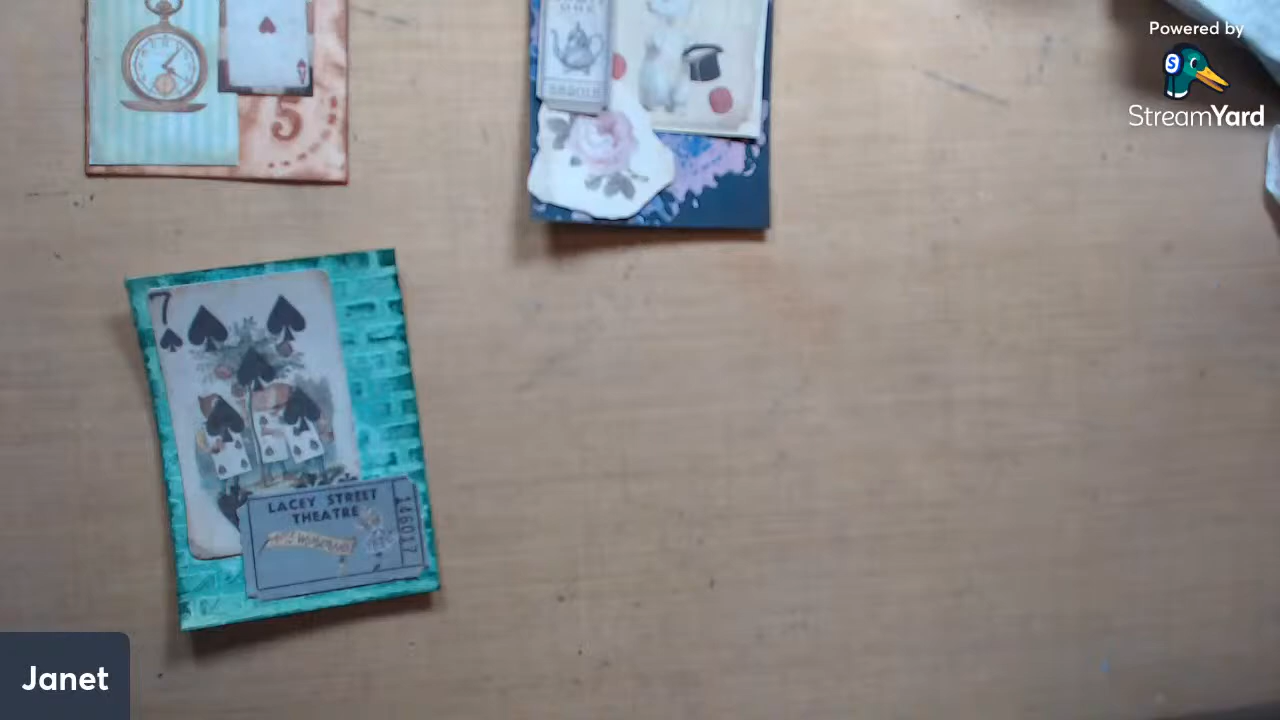 5
7
LACEY STREET
THEATRE
146017
Powered by
StreamYard
Janet